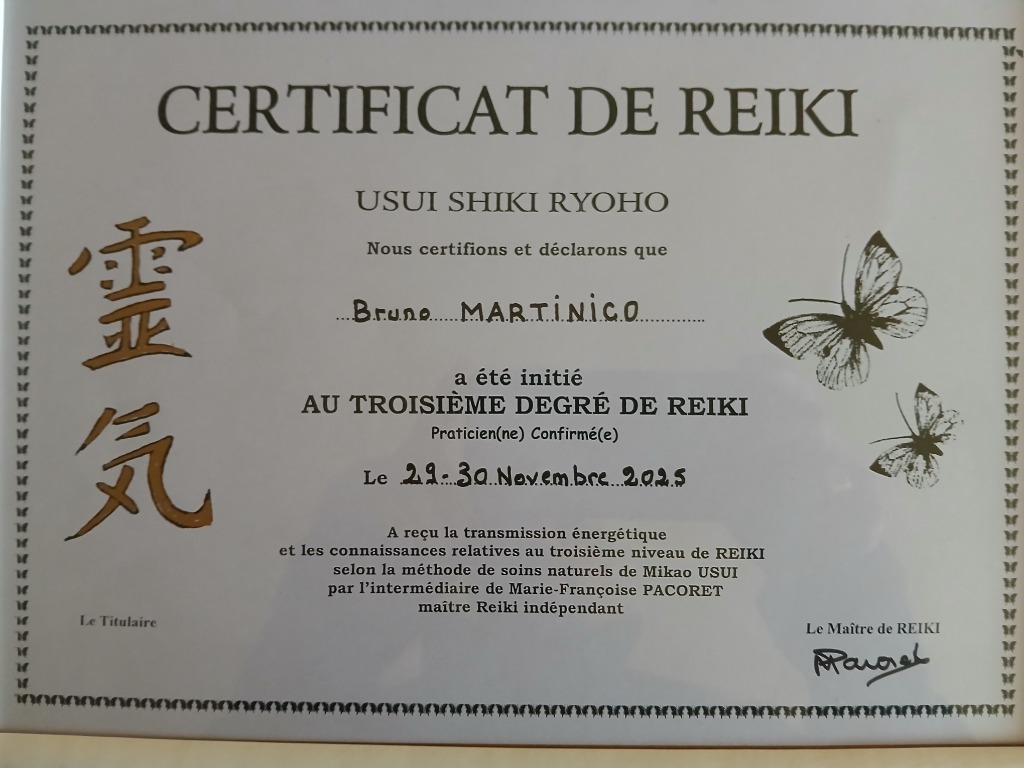 CERTIFICAT DE REIKI
USUI SHIKI RYOHO
Nous certifions et déclarons que
Bruno MARTINICO
靈
気
a été initié
AU TROISIÈME DEGRÉ DE REIKI
Praticien(ne) Confirmé(e)
Le 29-30 Novembre 2025
A reçu la transmission énergétique
et les connaissances relatives au troisième niveau de REIKI
selon la méthode de soins naturels de Mikao USUI
par l'intermédiaire de Marie-Françoise PACORET
maître Reiki indépendant
Le Titulaire
Le Maître de REIKI
MPacoret